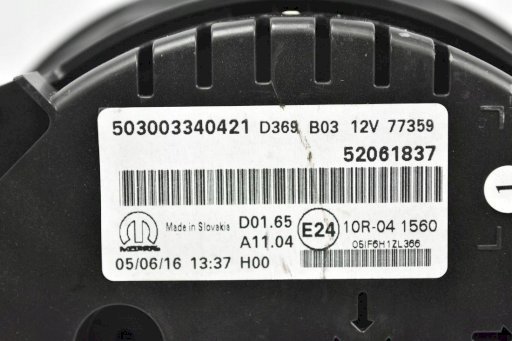 503003340421 D369 B03 12V 77359
52061837
Made in Slovakia D01.65 E24 10R-04 1560
A11.04
05/06/16 13:37 H00
1